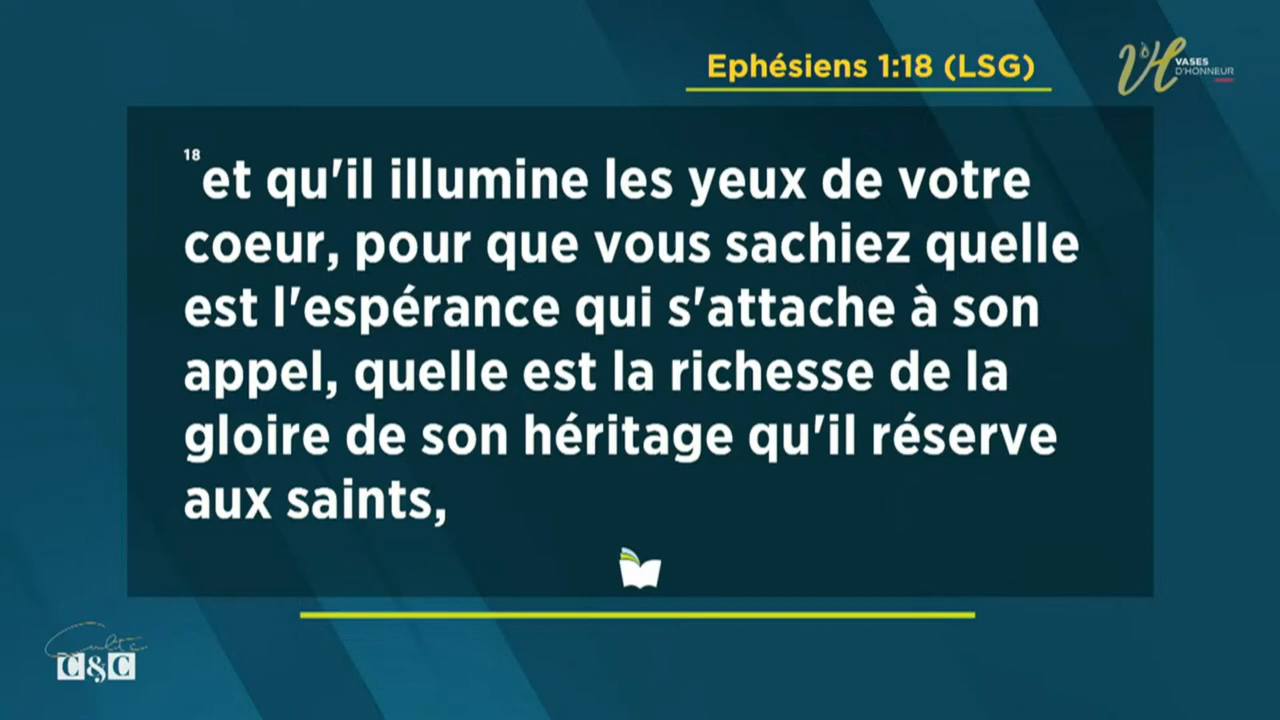 Ephésiens 1:18 (LSG)
VASES
D'HONNEUR
18 et qu'il illumine les yeux de votre
coeur, pour que vous sachiez quelle
est l'espérance qui s'attache à son
appel, quelle est la richesse de la
gloire de son héritage qu'il réserve
aux saints,
Culte
C&C